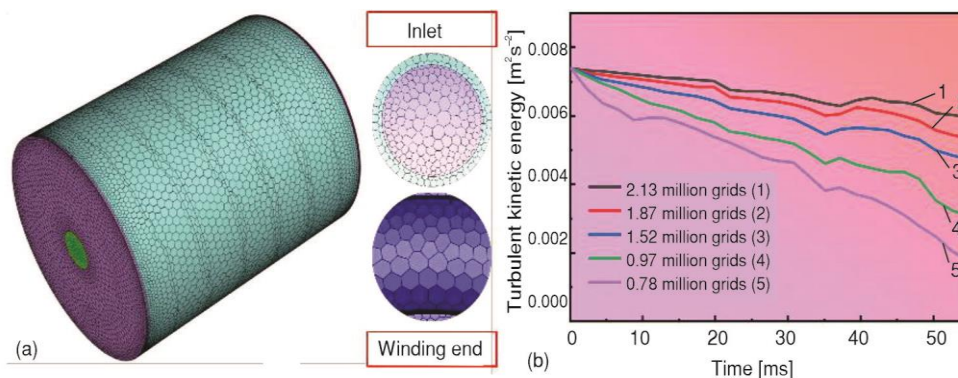 Inlet
Winding end
(a)
Turbulent kinetic energy [m²s⁻²]
0.008
0.006
0.004
0.002
0.000
1
3
4
5
2.13 million grids (1)
1.87 million grids (2)
1.52 million grids (3)
0.97 million grids (4)
0.78 million grids (5)
0 10 20 30 40 50
(b)
Time [ms]